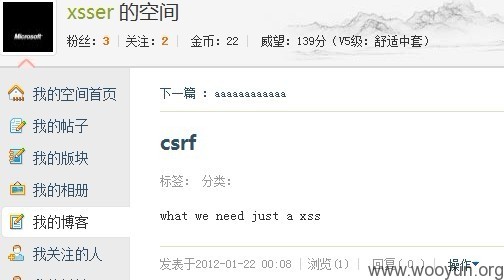 Microsoft
xsser 的空间
粉丝：3 | 关注：2 金币：22 威望：139分（V5级：舒适中套）
我的空间首页
我的帖子
我的版块
我的相册
我的博客
我关注的人
下一篇 : aaaaaaaaaaaa
csrf
标签： 分类：
what we need just a xss
发表于2012-01-22 00:08 | 浏览(1) | 回复(0) | 操作
www.wooyun.org